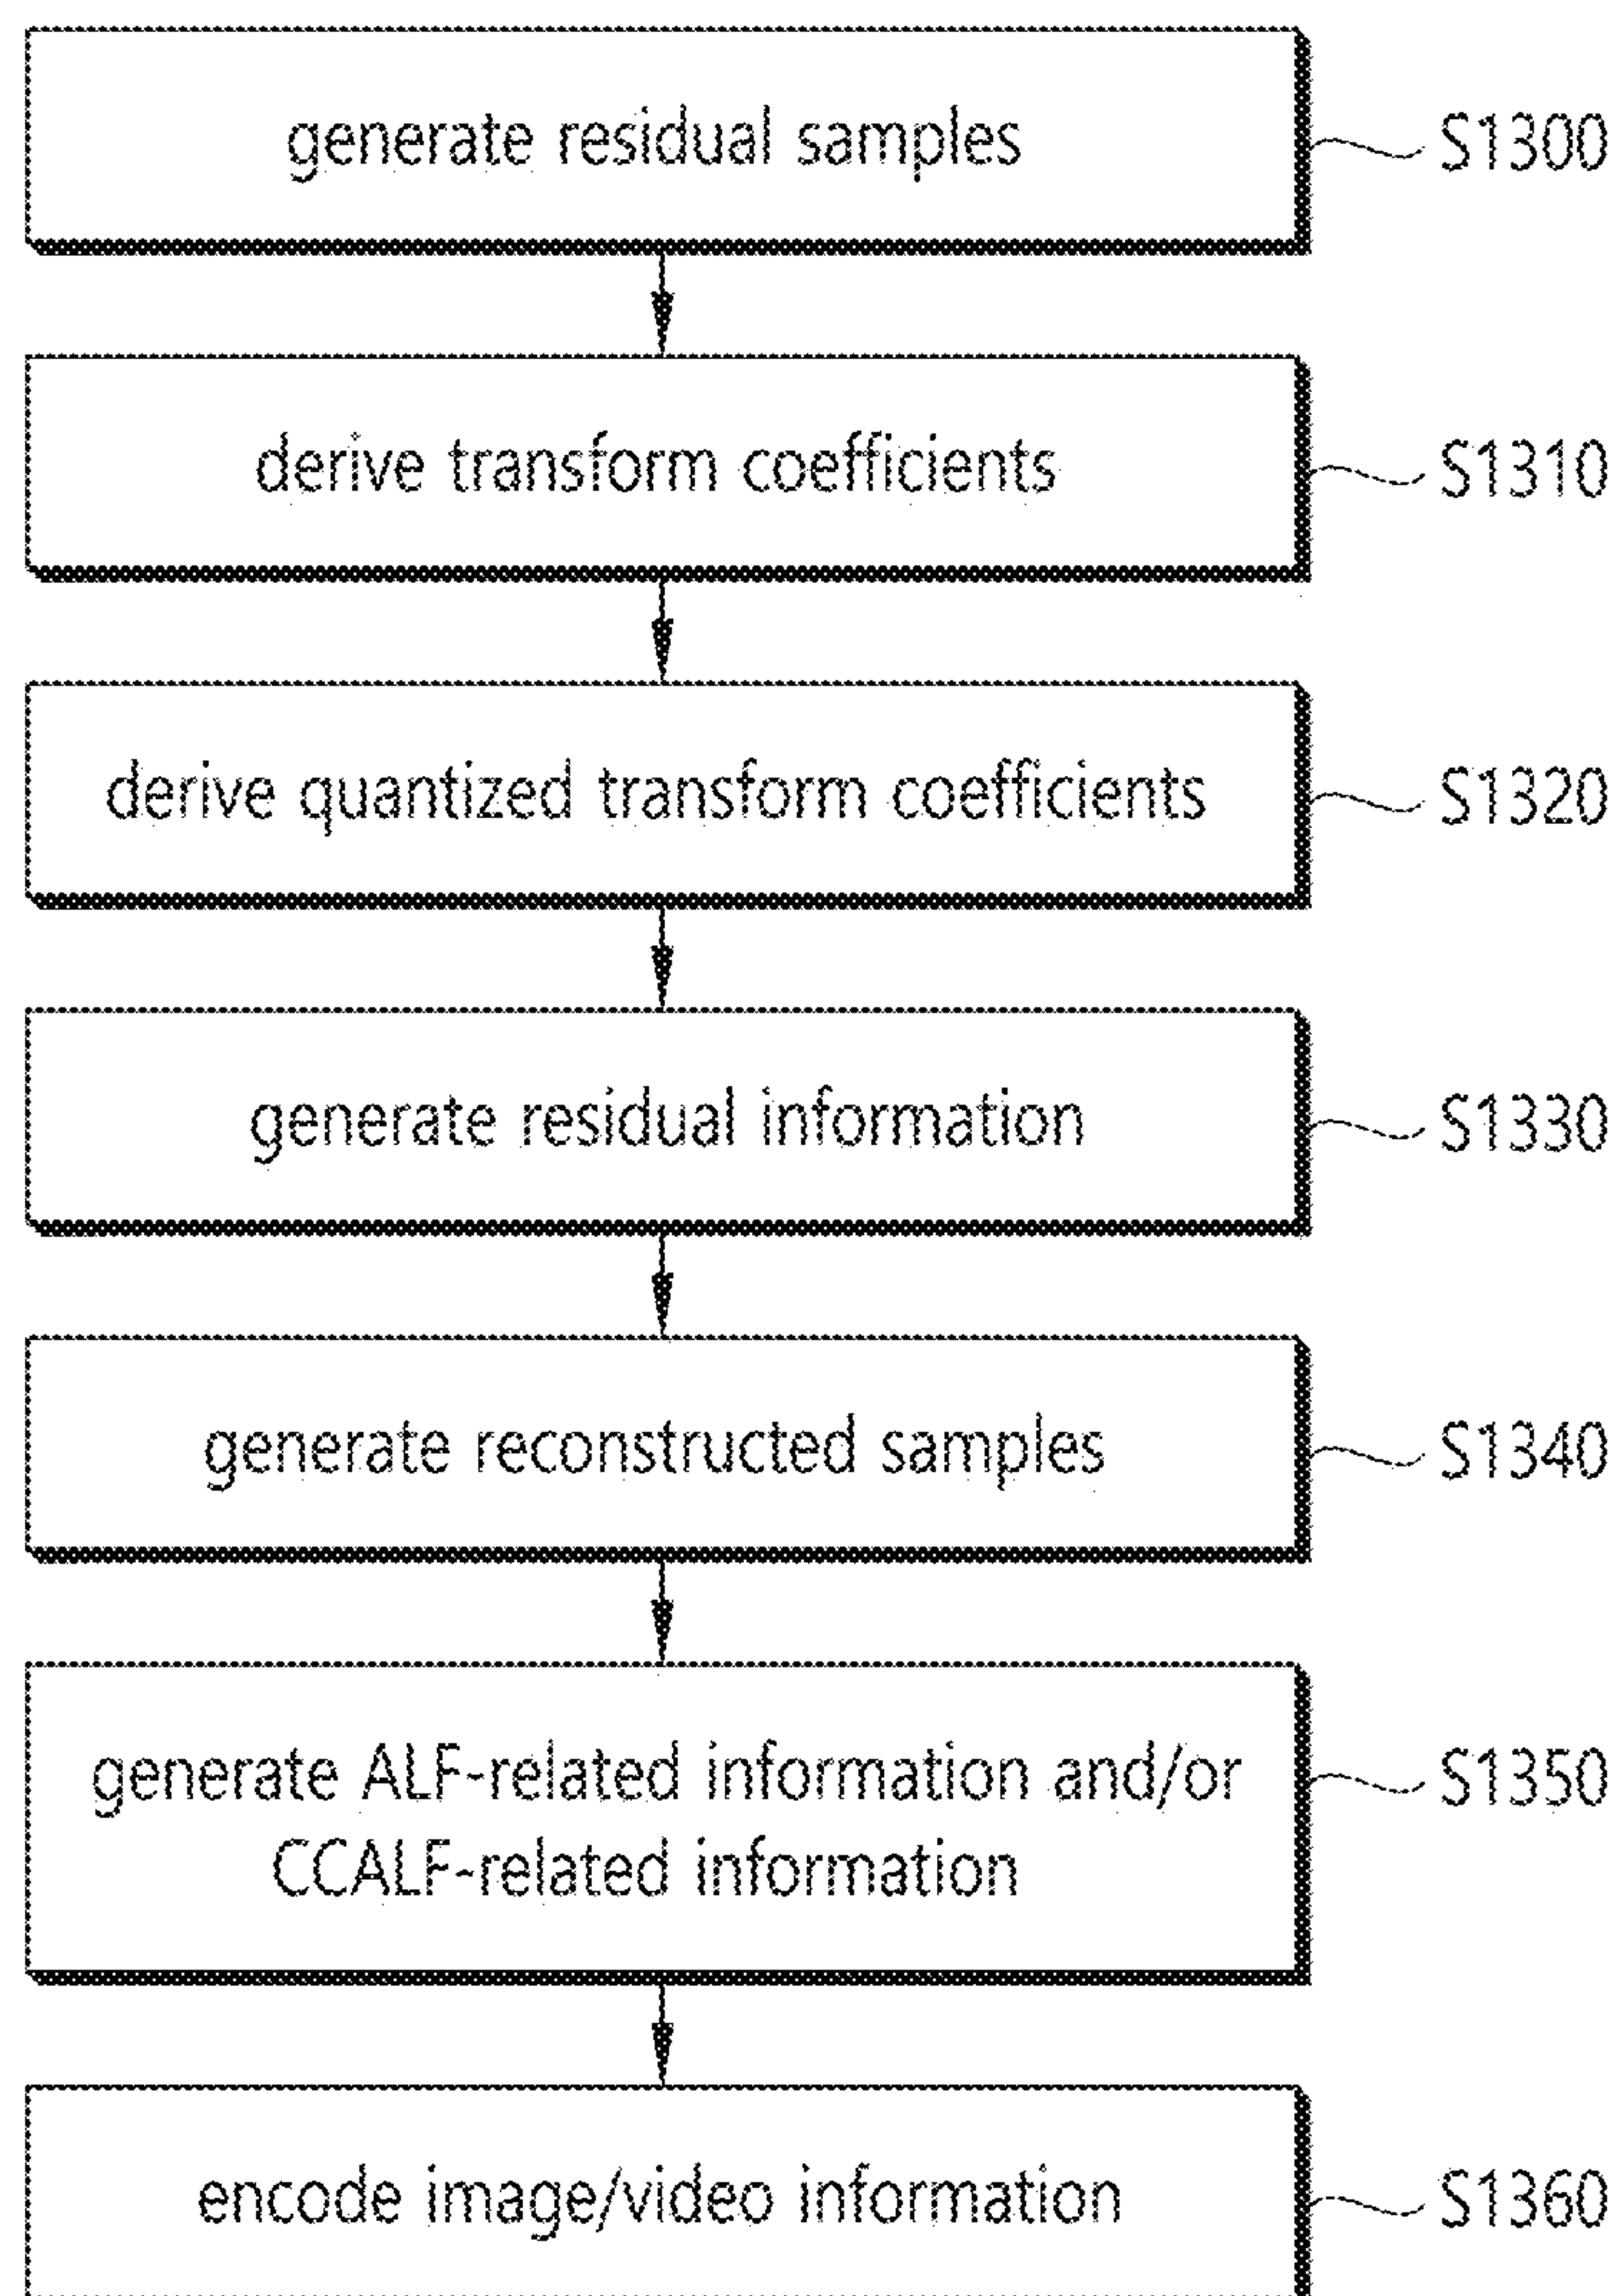 generate residual samples
S1300
derive transform coefficients
S1310
derive quantized transform coefficients
S1320
generate residual information
S1330
generate reconstructed samples
S1340
generate ALF-related information and/or
CCALF-related information
S1350
encode image/video information
S1360